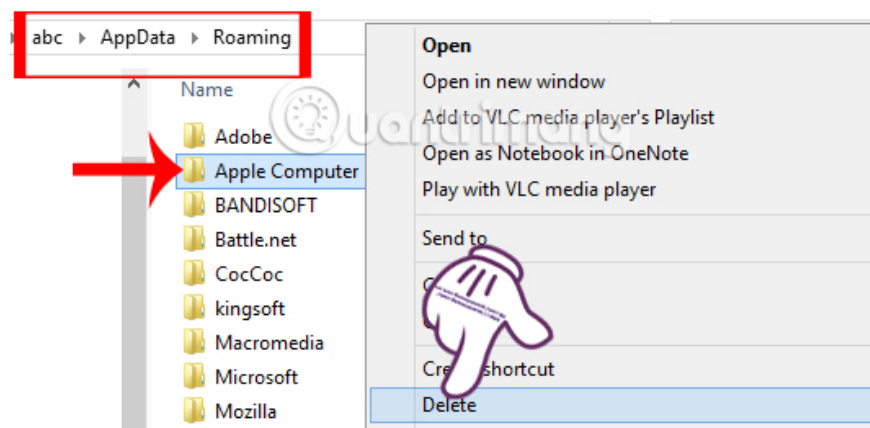 abc AppData Roaming
Name
Adobe
Apple Computer
BANDISOFT
Battle.net
CocCoc
kingsoft
Macromedia
Microsoft
Mozilla
Open
Open in new window
Add to VLC media player's Playlist
Open as Notebook in OneNote
Play with VLC media player
Send to
shortcut
Delete
Quantrimang